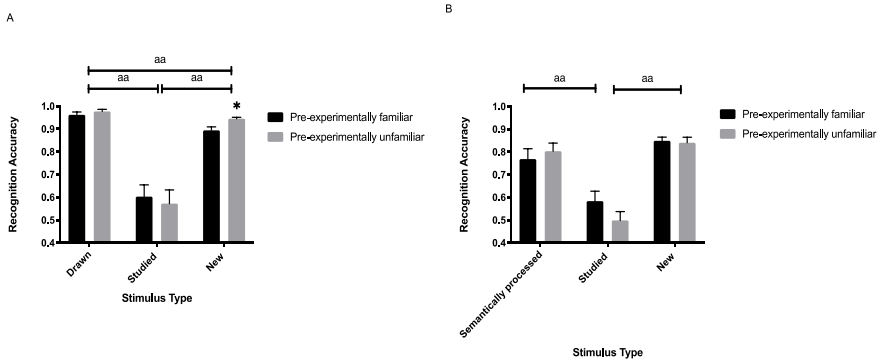 A
aa
aa
aa
*
1.0
0.9
0.8
0.7
0.6
0.5
0.4
Recognition Accuracy
Drawn
Studied
New
Stimulus Type
Pre-experimentally familiar
Pre-experimentally unfamiliar
B
aa
aa
1.0
0.9
0.8
0.7
0.6
0.5
0.4
Recognition Accuracy
Semantically processed
Studied
New
Stimulus Type
Pre-experimentally familiar
Pre-experimentally unfamiliar